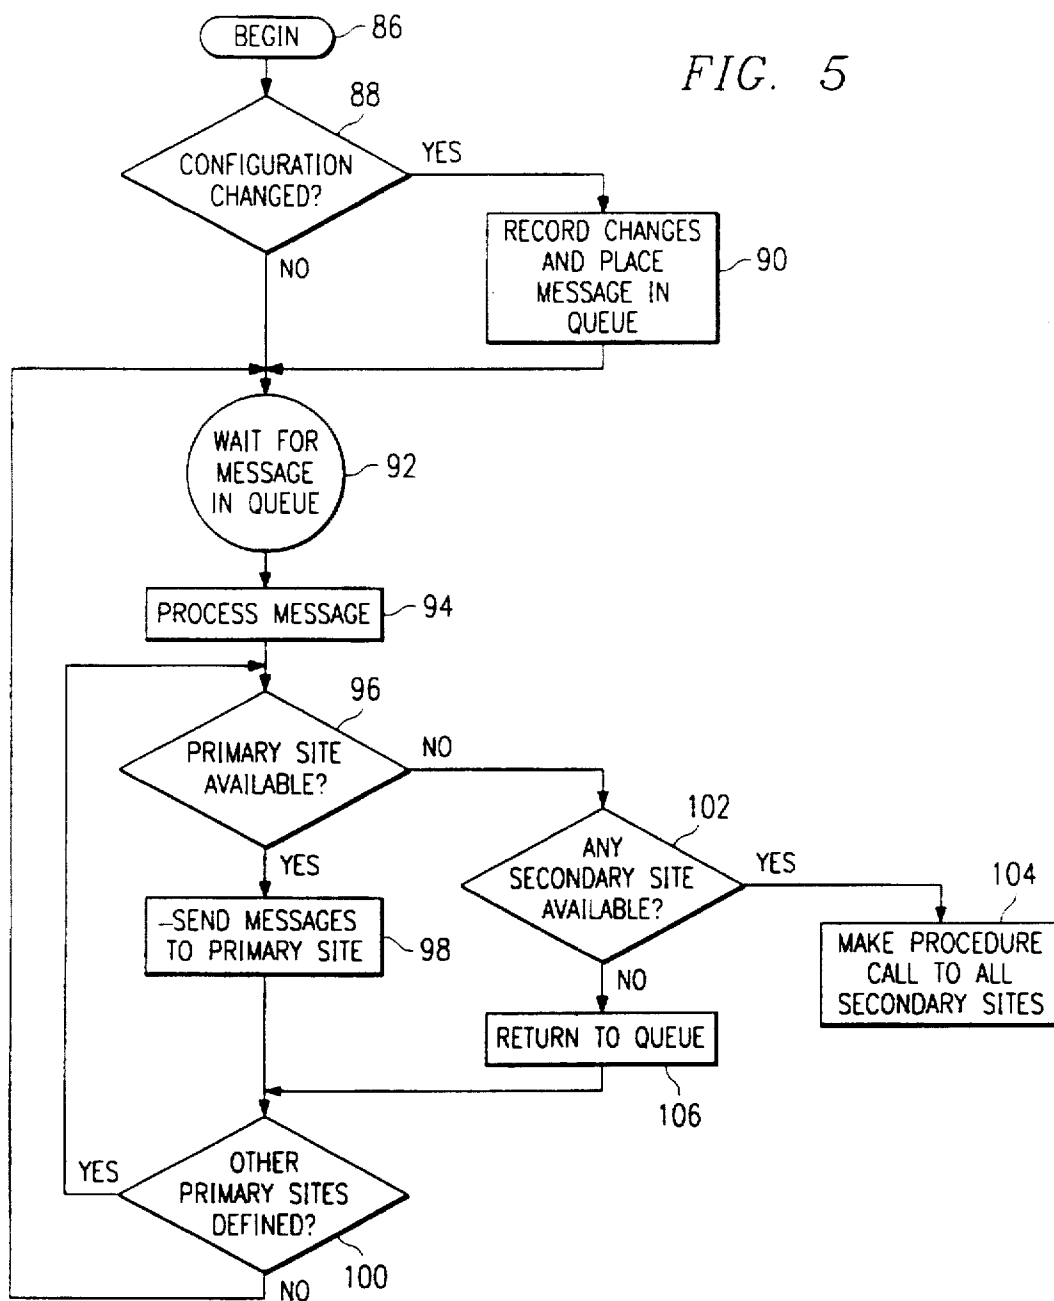 BEGIN
86
FIG. 5
88
CONFIGURATION
CHANGED?
YES
NO
RECORD CHANGES
AND PLACE
MESSAGE IN
QUEUE
90
WAIT FOR
MESSAGE
IN QUEUE
92
PROCESS MESSAGE
94
96
PRIMARY SITE
AVAILABLE?
NO
YES
102
ANY
SECONDARY SITE
AVAILABLE?
YES
NO
104
MAKE PROCEDURE
CALL TO ALL
SECONDARY SITES
–SEND MESSAGES
TO PRIMARY SITE
98
RETURN TO QUEUE
106
YES
OTHER
PRIMARY SITES
DEFINED?
100
NO